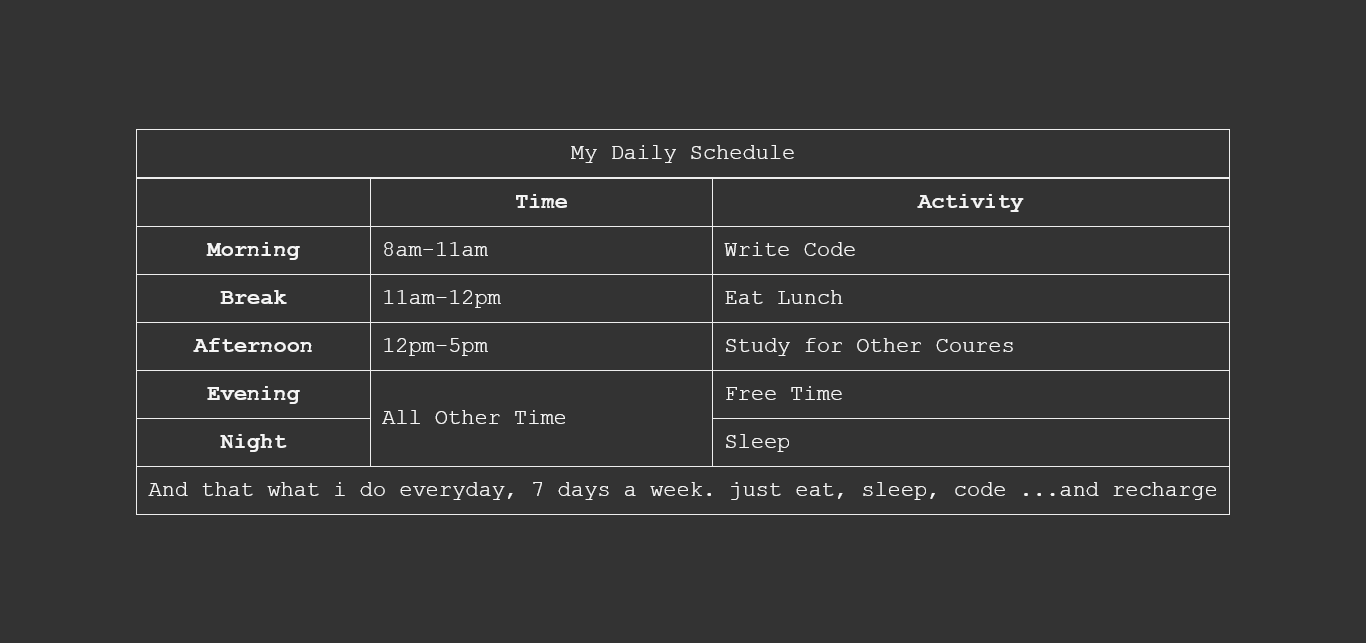 My Daily Schedule
Time Activity
Morning 8am-11am Write Code
Break 11am-12pm Eat Lunch
Afternoon 12pm-5pm Study for Other Coures
Evening All Other Time Free Time
Night Sleep
And that what i do everyday, 7 days a week. just eat, sleep, code ...and recharge